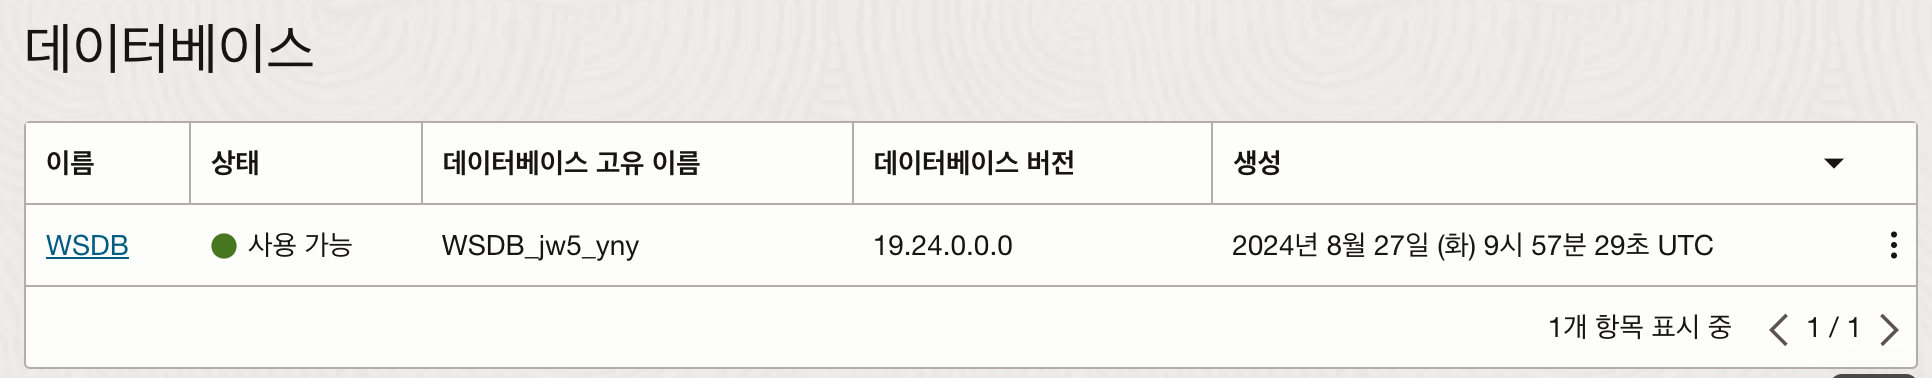 데이터베이스
이름 상태 데이터베이스 고유 이름 데이터베이스 버전 생성
WSDB 사용 가능 WSDB_jw5_yny 19.24.0.0.0 2024년 8월 27일 (화) 9시 57분 29초 UTC
1개 항목 표시 중 1 / 1